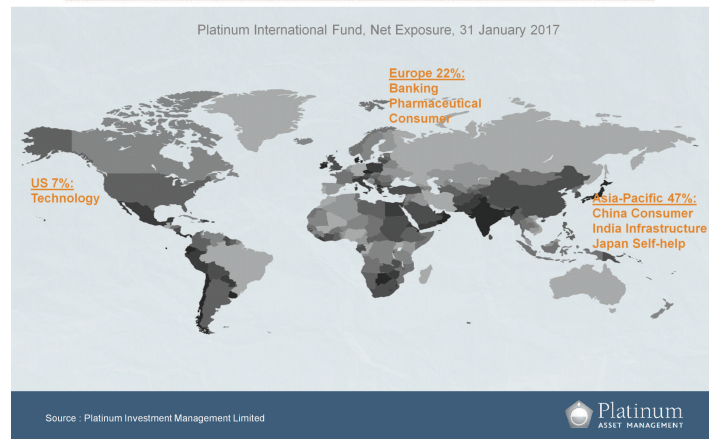 Platinum International Fund, Net Exposure, 31 January 2017
Europe 22%:
Banking
Pharmaceutical
Consumer
US 7%:
Technology
Asia-Pacific 47%:
China Consumer
India Infrastructure
Japan Self-help
Source : Platinum Investment Management Limited
Platinum
ASSET MANAGEMENT